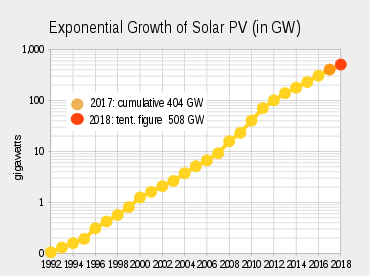 Exponential Growth of Solar PV (in GW)
1,000
100
10
1
0
gigawatts
2017: cumulative 404 GW
2018: tent. figure 508 GW
1992 1994 1996 1998 2000 2002 2004 2006 2008 2010 2012 2014 2016 2018